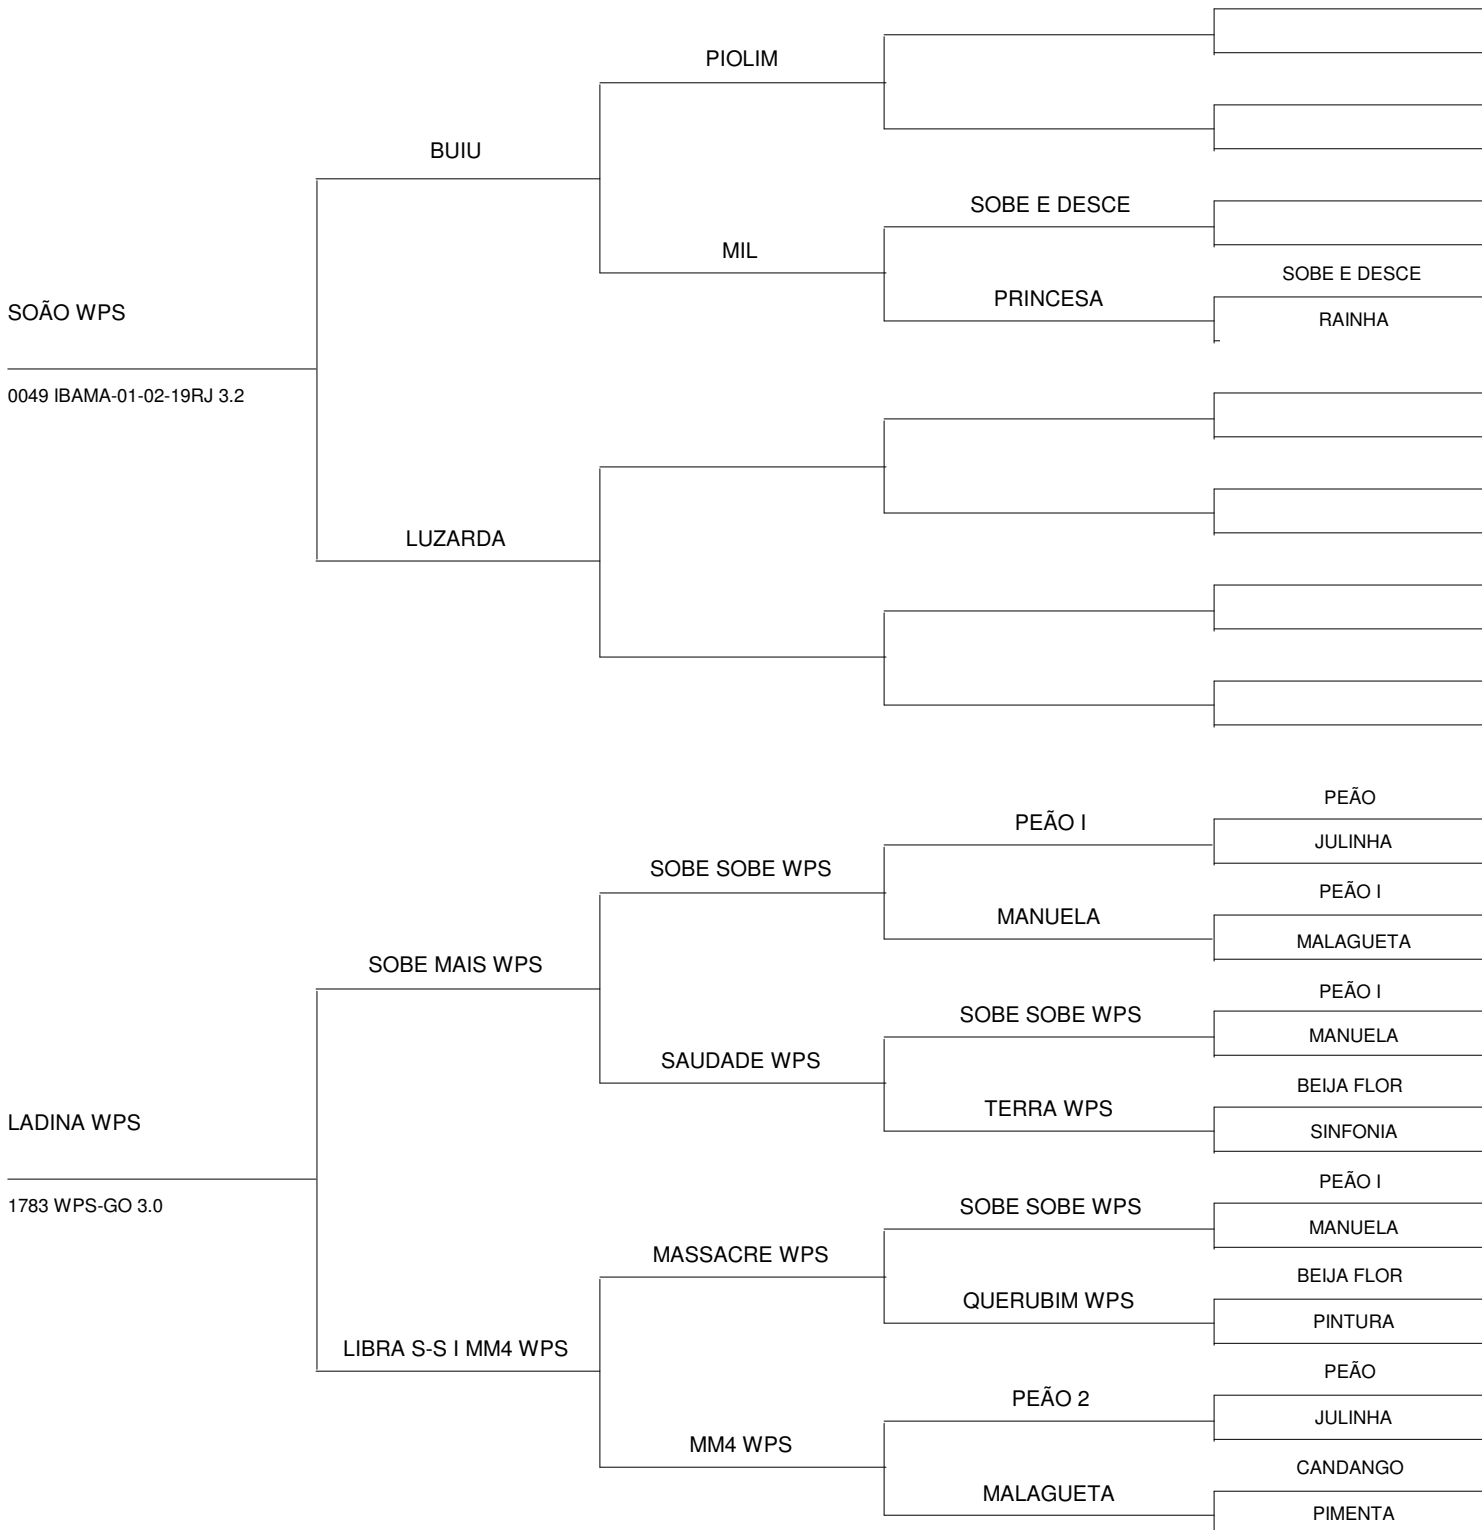 PIOLIM
BUIU
SOBE E DESCE
MIL
SOBE E DESCE
PRINCESA
RAINHA
SOÃO WPS
0049 IBAMA-01-02-19RJ 3.2
LUZARDA
PEÃO
PEÃO I
JULINHA
SOBE SOBE WPS
PEÃO I
MANUELA
MALAGUETA
SOBE MAIS WPS
PEÃO I
SOBE SOBE WPS
MANUELA
SAUDADE WPS
BEIJA FLOR
TERRA WPS
SINFONIA
LADINA WPS
1783 WPS-GO 3.0
PEÃO I
SOBE SOBE WPS
MANUELA
MASSACRE WPS
BEIJA FLOR
QUERUBIM WPS
PINTURA
LIBRA S-S I MM4 WPS
PEÃO
PEÃO 2
JULINHA
MM4 WPS
CANDANGO
MALAGUETA
PIMENTA